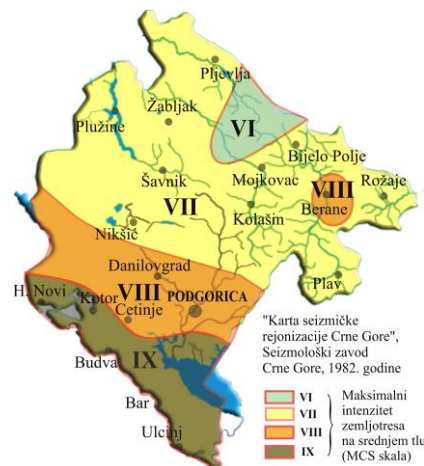 Pljevlja
Žabljak
Plužine
VI
Bijelo Polje
Šavnik
Mojkovac
VIII
Rožaje
VII
Berane
Kolašin
Nikšić
Danilovgrad
Plav
VIII PODGORICA
H. Novi
Kotor
Cetinje
IX
Budva
Bar
Ulcinj
"Karta seizmičke
rejonizacije Crne Gore",
Seizmološki zavod
Crne Gore, 1982. godine
VI
VII
VIII
IX
Maksimalni
intenzitet
zemljotresa
na srednjem tlu
(MCS skala)